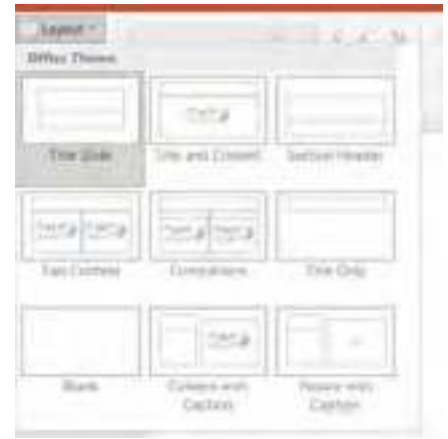 Layout
Office Theme
Title Slide
Title and Content
Section Header
Two Content
Comparison
Title Only
Blank
Content with
Caption
Picture with
Caption